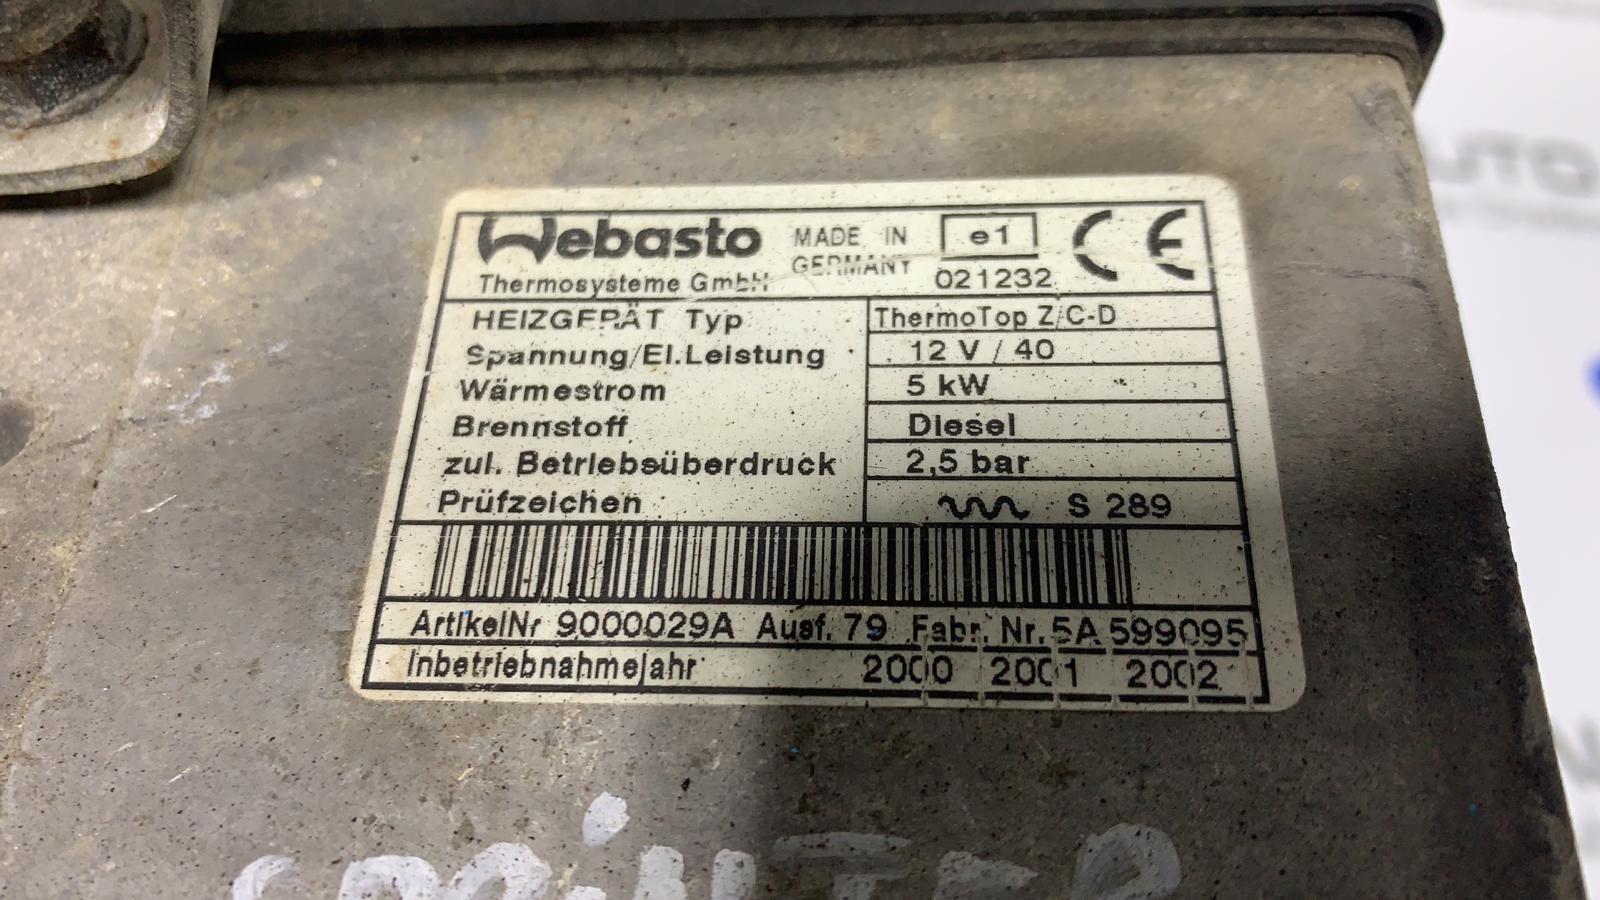 Webasto MADE IN GERMANY e1 CE
Thermosysteme GmbH 021232
HEIZGERÄT Typ ThermoTop Z/C-D
Spannung/El.Leistung 12 V / 40
Wärmestrom 5 kW
Brennstoff Diesel
zul. Betriebsüberdruck 2,5 bar
Prüfzeichen S 289
ArtikelNr 9000029A Ausf. 79 Fabr. Nr. 5A 599095
Inbetriebnahmejahr 2000 2001 2002